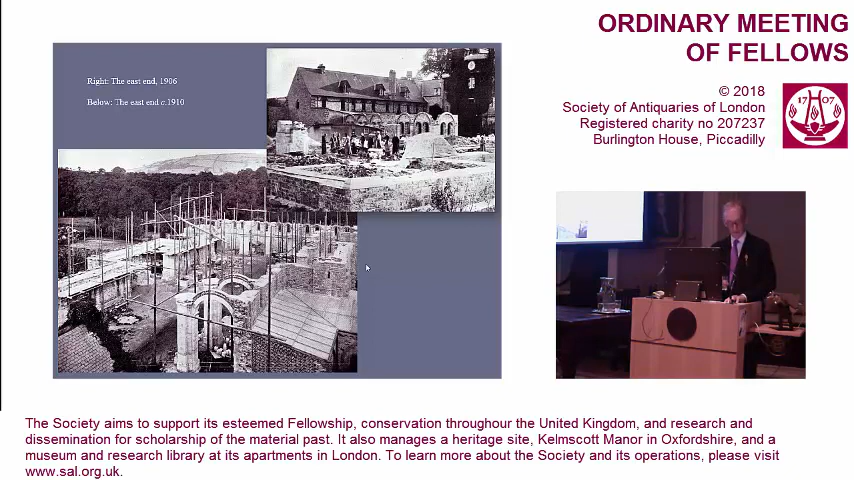 ORDINARY MEETING
OF FELLOWS
© 2018
Society of Antiquaries of London
Registered charity no 207237
Burlington House, Piccadilly
17 07
Right: The east end, 1906
Below: The east end c.1910
The Society aims to support its esteemed Fellowship, conservation throughour the United Kingdom, and research and
dissemination for scholarship of the material past. It also manages a heritage site, Kelmscott Manor in Oxfordshire, and a
museum and research library at its apartments in London. To learn more about the Society and its operations, please visit
www.sal.org.uk.